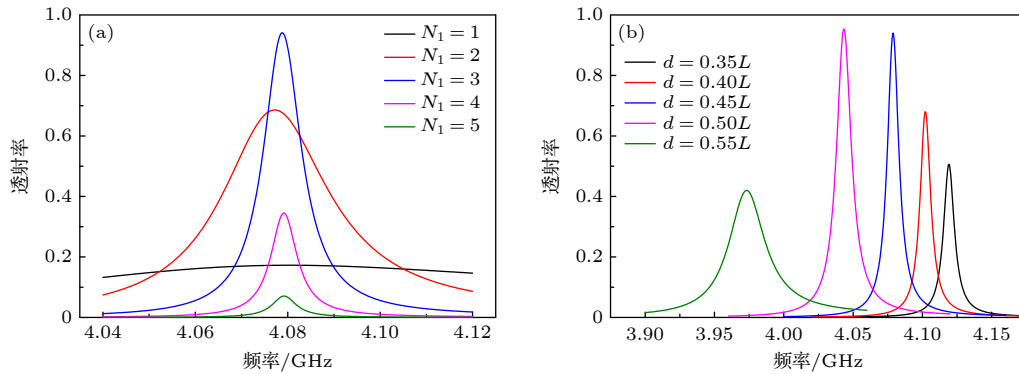 (a)
N₁ = 1
N₁ = 2
N₁ = 3
N₁ = 4
N₁ = 5
1.0
0.8
0.6
0.4
0.2
0
透射率
4.04
4.06
4.08
4.10
4.12
频率/GHz
(b)
d = 0.35L
d = 0.40L
d = 0.45L
d = 0.50L
d = 0.55L
1.0
0.8
0.6
0.4
0.2
0
透射率
3.90
3.95
4.00
4.05
4.10
4.15
频率/GHz